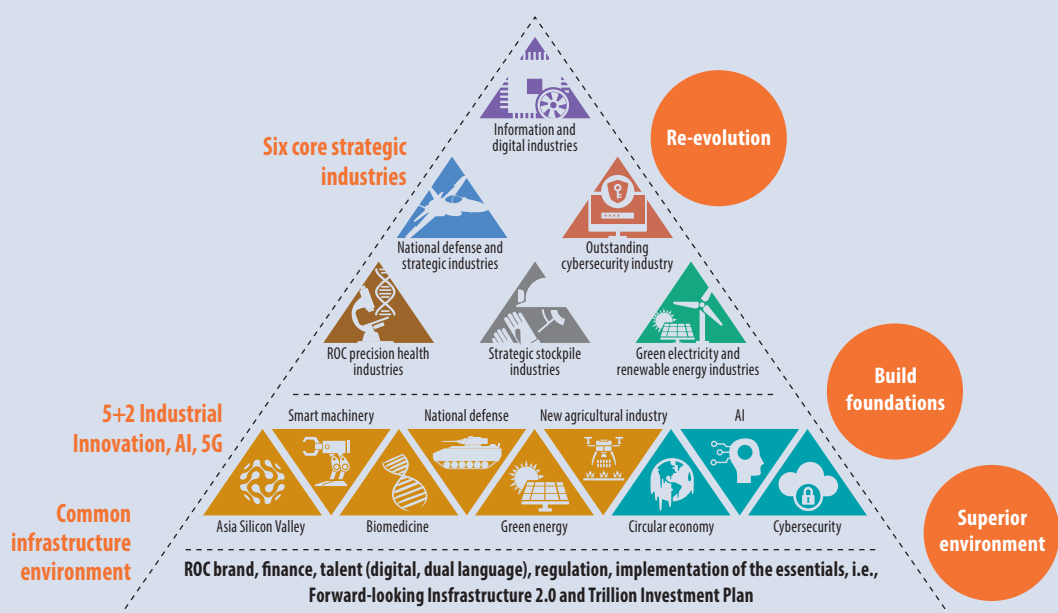 Information and
digital industries
Six core strategic
industries
Re-evolution
National defense and
strategic industries
Outstanding
cybersecurity industry
ROC precision health
industries
Strategic stockpile
industries
Green electricity and
renewable energy industries
Build
foundations
5+2 Industrial
Innovation, AI, 5G
Smart machinery
National defense
New agricultural industry
AI
Asia Silicon Valley
Biomedicine
Green energy
Circular economy
Cybersecurity
Common
infrastructure
environment
Superior
environment
ROC brand, finance, talent (digital, dual language), regulation, implementation of the essentials, i.e.,
Forward-looking Insfrastructure 2.0 and Trillion Investment Plan